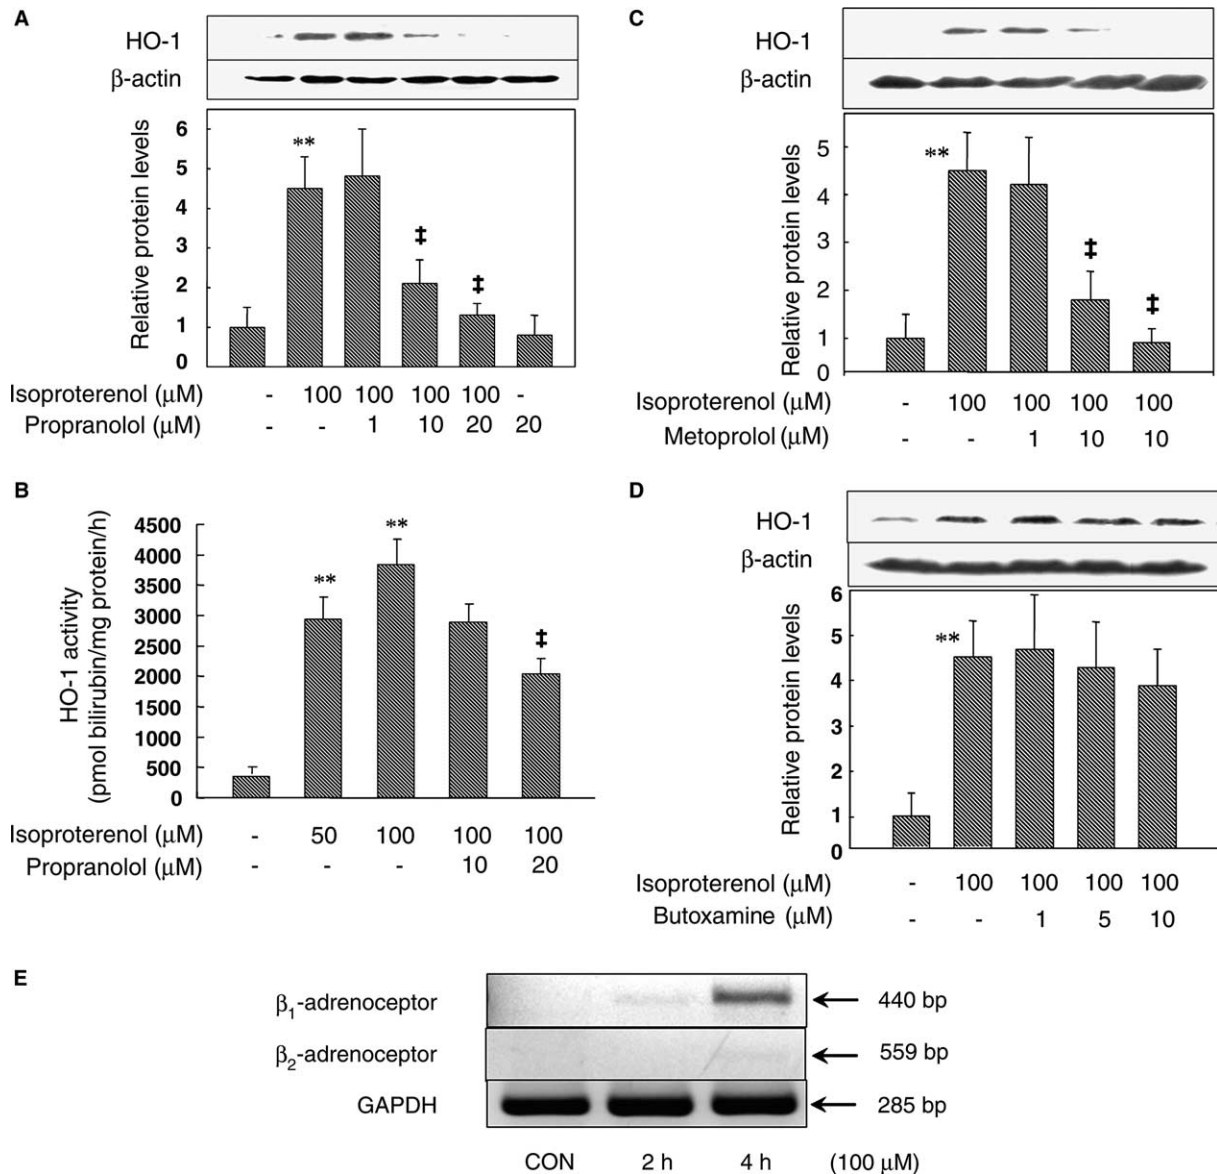 A
HO-1
β-actin
Relative protein levels
6
5
4
3
2
1
0
**
‡
‡
Isoproterenol (μM) - 100 100 100 100 -
Propranolol (μM) - - 1 10 20 20
B
HO-1 activity
(pmol bilirubin/mg protein/h)
4500
4000
3500
3000
2500
2000
1500
1000
500
0
**
**
‡
Isoproterenol (μM) - 50 100 100 100
Propranolol (μM) - - - 10 20
C
HO-1
β-actin
Relative protein levels
5
4
3
2
1
0
**
‡
‡
Isoproterenol (μM) - 100 100 100 100
Metoprolol (μM) - - 1 10 10
D
HO-1
β-actin
Relative protein levels
6
5
4
3
2
1
0
**
Isoproterenol (μM) - 100 100 100 100
Butoxamine (μM) - - 1 5 10
E
β1-adrenoceptor 440 bp
β2-adrenoceptor 559 bp
GAPDH 285 bp
CON 2 h 4 h (100 μM)